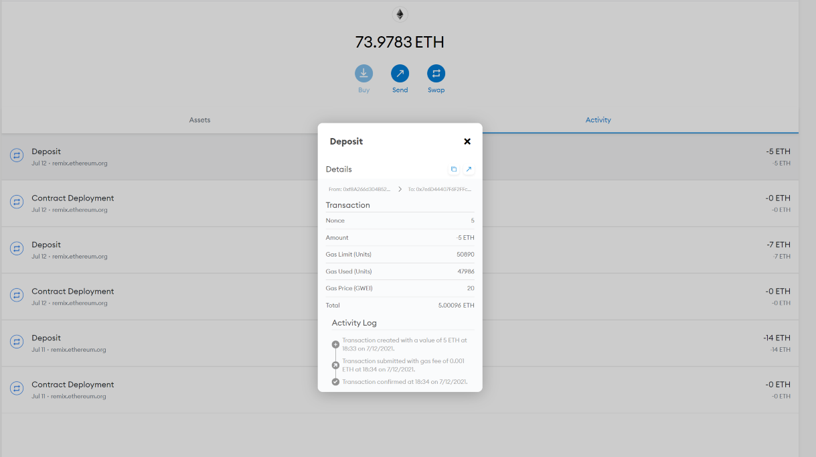 73.9783 ETH
Buy
Send
Swap
Assets
Activity
Deposit
-5 ETH
Jul 12 - remix.ethereum.org
-5 ETH
Contract Deployment
-0 ETH
Jul 12 - remix.ethereum.org
-0 ETH
Deposit
-7 ETH
Jul 12 - remix.ethereum.org
-7 ETH
Contract Deployment
-0 ETH
Jul 12 - remix.ethereum.org
-0 ETH
Deposit
-14 ETH
Jul 11 - remix.ethereum.org
-14 ETH
Contract Deployment
-0 ETH
Jul 11 - remix.ethereum.org
-0 ETH
Deposit
Details
From:
To:
Transaction
Nonce 5
Amount -5 ETH
Gas Limit (Units) 50890
Gas Used (Units) 47986
Gas Price (GWEI) 20
Total 5.00096 ETH
Activity Log
Transaction created with a value of 5 ETH at
18:33 on 7/12/2021.
Transaction submitted with gas fee of 0.001
ETH at 18:34 on 7/12/2021.
Transaction confirmed at 18:34 on 7/12/2021.